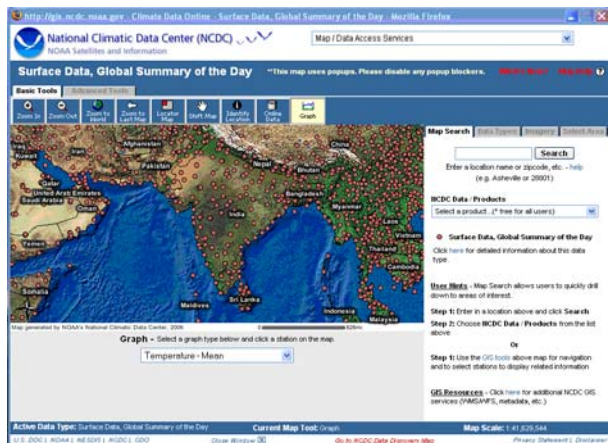 http://gis.ncdc.noaa.gov - Climate Data Online - Surface Data, Global Summary of the Day - Mozilla Firefox
National Climatic Data Center (NCDC)
NOAA Satellites and Information
Map / Data Access Services
Surface Data, Global Summary of the Day
**This map uses popups. Please disable any popup blockers.
Map Help
Basic Tools
Advanced Tools
Zoom In
Zoom Out
Zoom to World
Zoom to Last Map
Locator Map
Shift Map
Identify Location
Online Data
Graph
Iraq
Kuwait
Iran
Afghanistan
Pakistan
China
Nepal
Bhutan
Qatar
United Arab Emirates
Saudi Arabia
Oman
Bangladesh
India
Myanmar
Laos
Vietnam
Yemen
Thailand
Cambodia
Somalia
Maldives
Sri Lanka
Indonesia
Malaysia
Map generated by NOAA's National Climatic Data Center, 2006
0
Graph - Select a graph type below and click a station on the map.
Temperature - Mean
Map Search
Data Types
Imagery
Select Area
Search
Enter a location name or zipcode, etc. - help
(e.g. Asheville or 28801)
NCDC Data / Products
Select a product...(* free for all users)
Surface Data, Global Summary of the Day
Click here for detailed information about this data
type.
User Hints - Map Search allows users to quickly drill
down to areas of interest.
Step 1: Enter in a location above and click Search
Step 2: Choose NCDC Data / Products from the list
above
Or
Step 1: Use the GIS tools above map for navigation
and to select stations to display related information
GIS Resources - Click here for additional NCDC GIS
services (WMS/WFS, metadata, etc.)
Active Data Type: Surface Data, Global Summary of the Day
Current Map Tool: Graph
Map Scale: 1:41,829,544
U.S. DOC | NOAA | NESDIS | NCDC | CDO
Close Window
Go to NCDC Data Discovery Map
Privacy Statement | Disclaimer